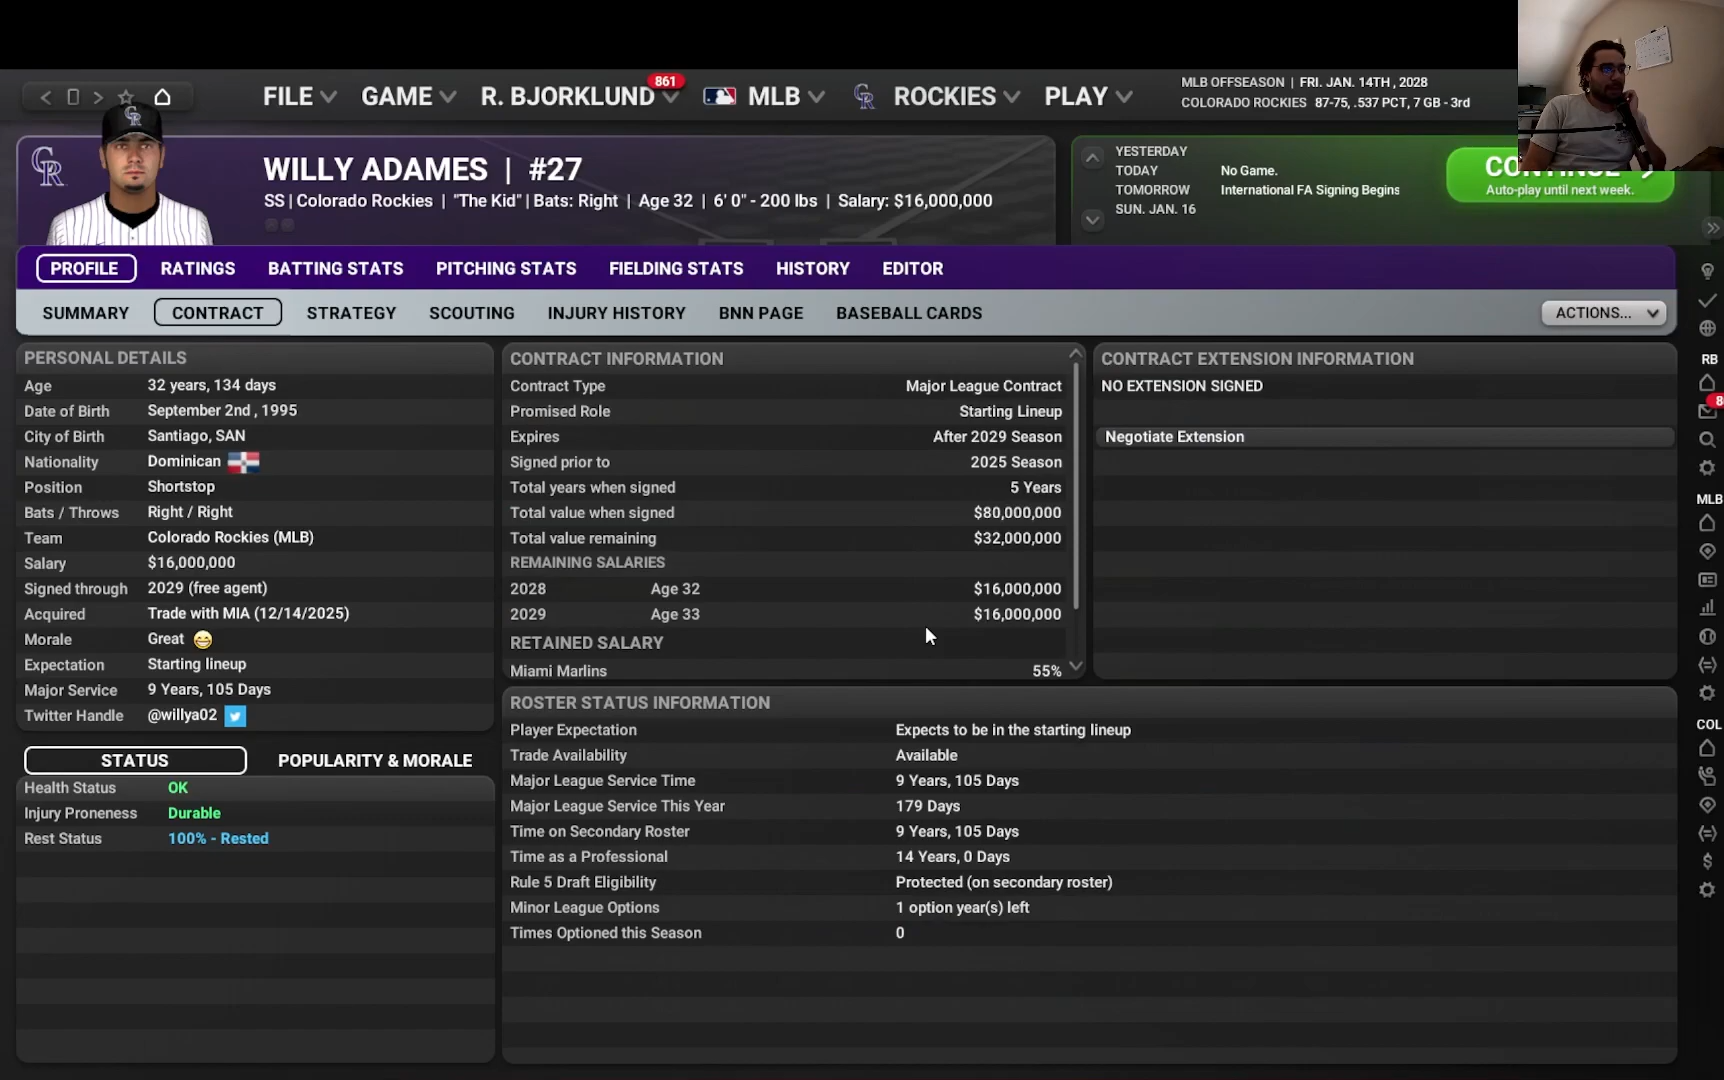 861
FILE
GAME
R. BJORKLUND
MLB
ROCKIES
PLAY
MLB OFFSEASON | FRI. JAN. 14TH , 2028
COLORADO ROCKIES 87-75, .537 PCT, 7 GB - 3rd
WILLY ADAMES | #27
SS | Colorado Rockies | "The Kid" | Bats: Right | Age 32 | 6' 0" - 200 lbs | Salary: $16,000,000
YESTERDAY
TODAY No Game.
TOMORROW International FA Signing Begins
SUN. JAN. 16
CONTINUE
Auto-play until next week.
PROFILE RATINGS BATTING STATS PITCHING STATS FIELDING STATS HISTORY EDITOR
SUMMARY CONTRACT STRATEGY SCOUTING INJURY HISTORY BNN PAGE BASEBALL CARDS
ACTIONS...
PERSONAL DETAILS
Age 32 years, 134 days
Date of Birth September 2nd , 1995
City of Birth Santiago, SAN
Nationality Dominican
Position Shortstop
Bats / Throws Right / Right
Team Colorado Rockies (MLB)
Salary $16,000,000
Signed through 2029 (free agent)
Acquired Trade with MIA (12/14/2025)
Morale Great
Expectation Starting lineup
Major Service 9 Years, 105 Days
Twitter Handle @willya02
STATUS POPULARITY & MORALE
Health Status OK
Injury Proneness Durable
Rest Status 100% - Rested
CONTRACT INFORMATION
Contract Type Major League Contract
Promised Role Starting Lineup
Expires After 2029 Season
Signed prior to 2025 Season
Total years when signed 5 Years
Total value when signed $80,000,000
Total value remaining $32,000,000
REMAINING SALARIES
2028 Age 32 $16,000,000
2029 Age 33 $16,000,000
RETAINED SALARY
Miami Marlins 55%
CONTRACT EXTENSION INFORMATION
NO EXTENSION SIGNED
Negotiate Extension
ROSTER STATUS INFORMATION
Player Expectation Expects to be in the starting lineup
Trade Availability Available
Major League Service Time 9 Years, 105 Days
Major League Service This Year 179 Days
Time on Secondary Roster 9 Years, 105 Days
Time as a Professional 14 Years, 0 Days
Rule 5 Draft Eligibility Protected (on secondary roster)
Minor League Options 1 option year(s) left
Times Optioned this Season 0
RB
8
MLB
COL